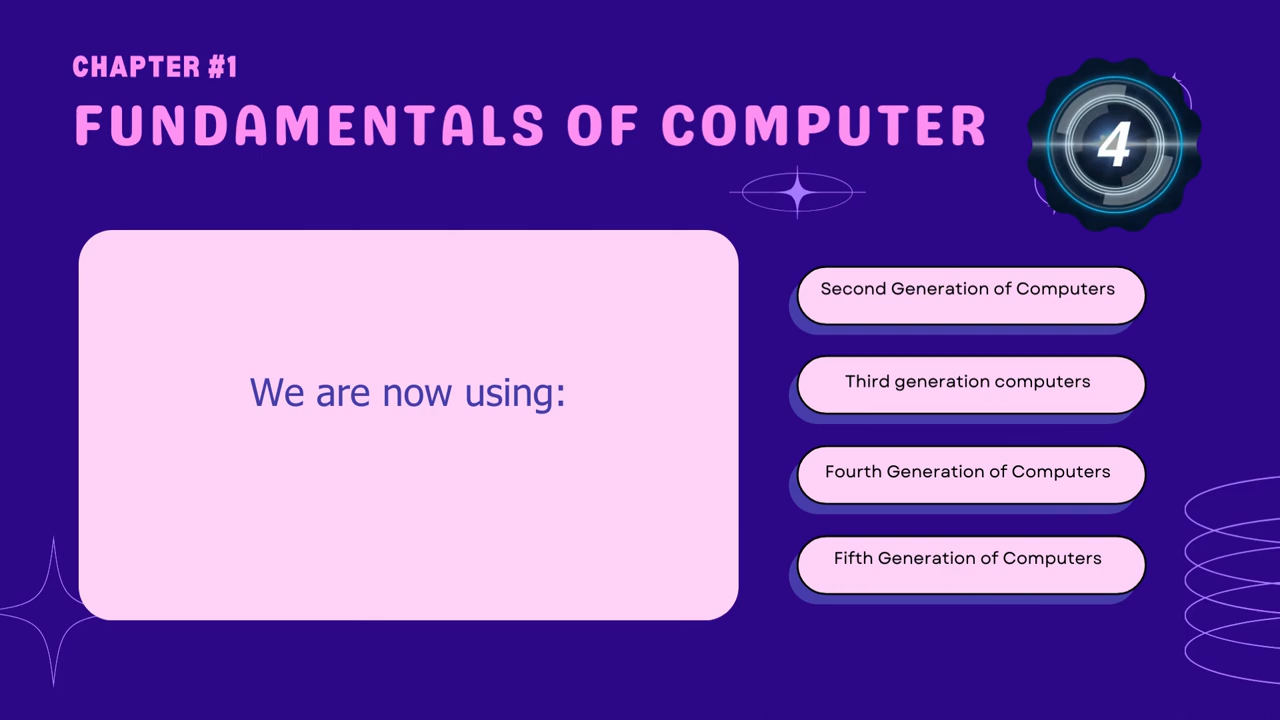 CHAPTER #1
FUNDAMENTALS OF COMPUTER
4
We are now using:
Second Generation of Computers
Third generation computers
Fourth Generation of Computers
Fifth Generation of Computers